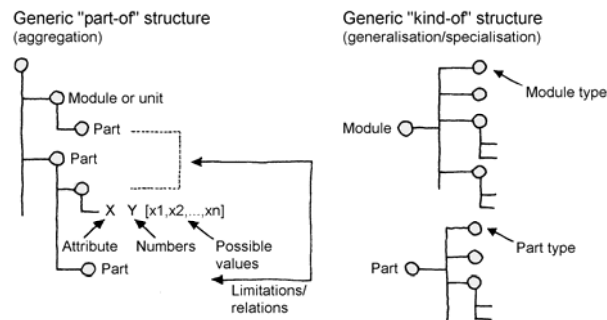 Generic "part-of" structure
(aggregation)
Module or unit
Part
Part
X Y [x1,x2,...,xn]
Attribute
Numbers
Possible
values
Part
Limitations/
relations
Generic "kind-of" structure
(generalisation/specialisation)
Module type
Module
Part type
Part